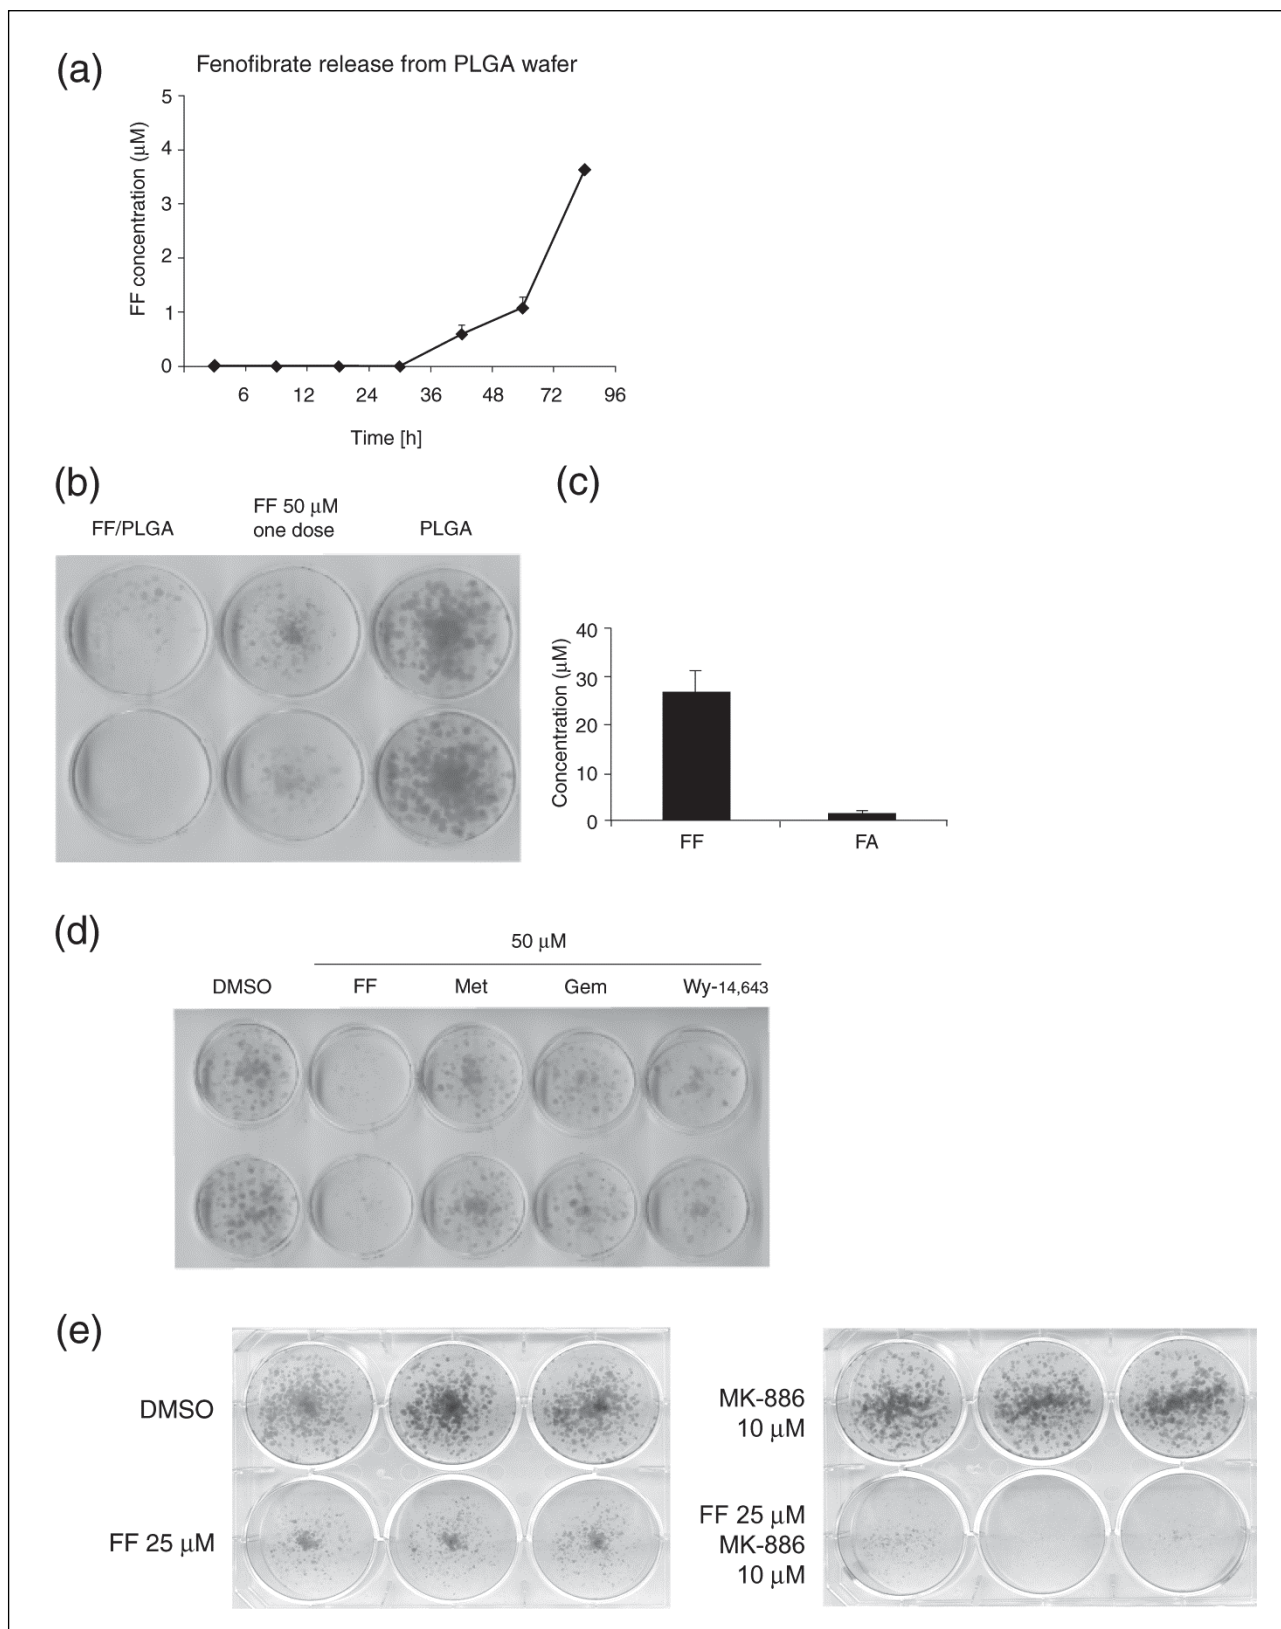 (a)
Fenofibrate release from PLGA wafer
FF concentration (µM)
5
4
3
2
1
0
6 12 24 36 48 72 96
Time [h]
(b)
FF/PLGA
FF 50 µM
one dose
PLGA
(c)
Concentration (µM)
40
30
20
10
0
FF FA
(d)
50 µM
DMSO FF Met Gem Wy-14,643
(e)
DMSO
FF 25 µM
MK-886
10 µM
FF 25 µM
MK-886
10 µM